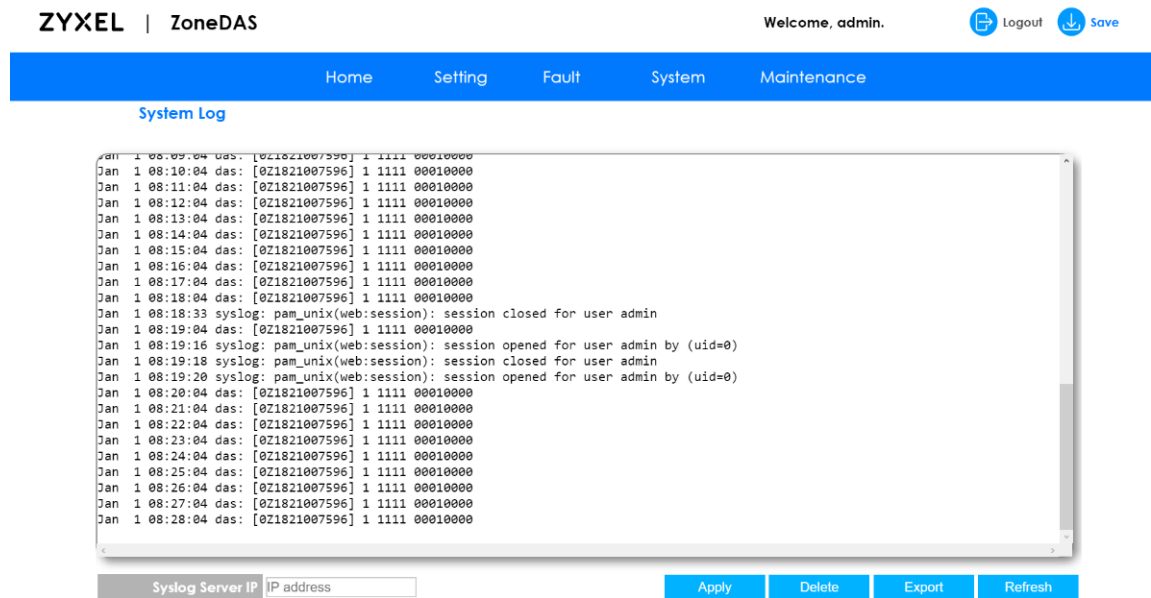 ZYXEL | ZoneDAS Welcome, admin. Logout Save
Home Setting Fault System Maintenance
System Log
Jan 1 08:09:04 das: [0Z1821007596] 1 1111 00010000
Jan 1 08:10:04 das: [0Z1821007596] 1 1111 00010000
Jan 1 08:11:04 das: [0Z1821007596] 1 1111 00010000
Jan 1 08:12:04 das: [0Z1821007596] 1 1111 00010000
Jan 1 08:13:04 das: [0Z1821007596] 1 1111 00010000
Jan 1 08:14:04 das: [0Z1821007596] 1 1111 00010000
Jan 1 08:15:04 das: [0Z1821007596] 1 1111 00010000
Jan 1 08:16:04 das: [0Z1821007596] 1 1111 00010000
Jan 1 08:17:04 das: [0Z1821007596] 1 1111 00010000
Jan 1 08:18:04 das: [0Z1821007596] 1 1111 00010000
Jan 1 08:18:33 syslog: pam_unix(web:session): session closed for user admin
Jan 1 08:19:04 das: [0Z1821007596] 1 1111 00010000
Jan 1 08:19:16 syslog: pam_unix(web:session): session opened for user admin by (uid=0)
Jan 1 08:19:18 syslog: pam_unix(web:session): session closed for user admin
Jan 1 08:19:20 syslog: pam_unix(web:session): session opened for user admin by (uid=0)
Jan 1 08:20:04 das: [0Z1821007596] 1 1111 00010000
Jan 1 08:21:04 das: [0Z1821007596] 1 1111 00010000
Jan 1 08:22:04 das: [0Z1821007596] 1 1111 00010000
Jan 1 08:23:04 das: [0Z1821007596] 1 1111 00010000
Jan 1 08:24:04 das: [0Z1821007596] 1 1111 00010000
Jan 1 08:25:04 das: [0Z1821007596] 1 1111 00010000
Jan 1 08:26:04 das: [0Z1821007596] 1 1111 00010000
Jan 1 08:27:04 das: [0Z1821007596] 1 1111 00010000
Jan 1 08:28:04 das: [0Z1821007596] 1 1111 00010000
Syslog Server IP IP address Apply Delete Export Refresh